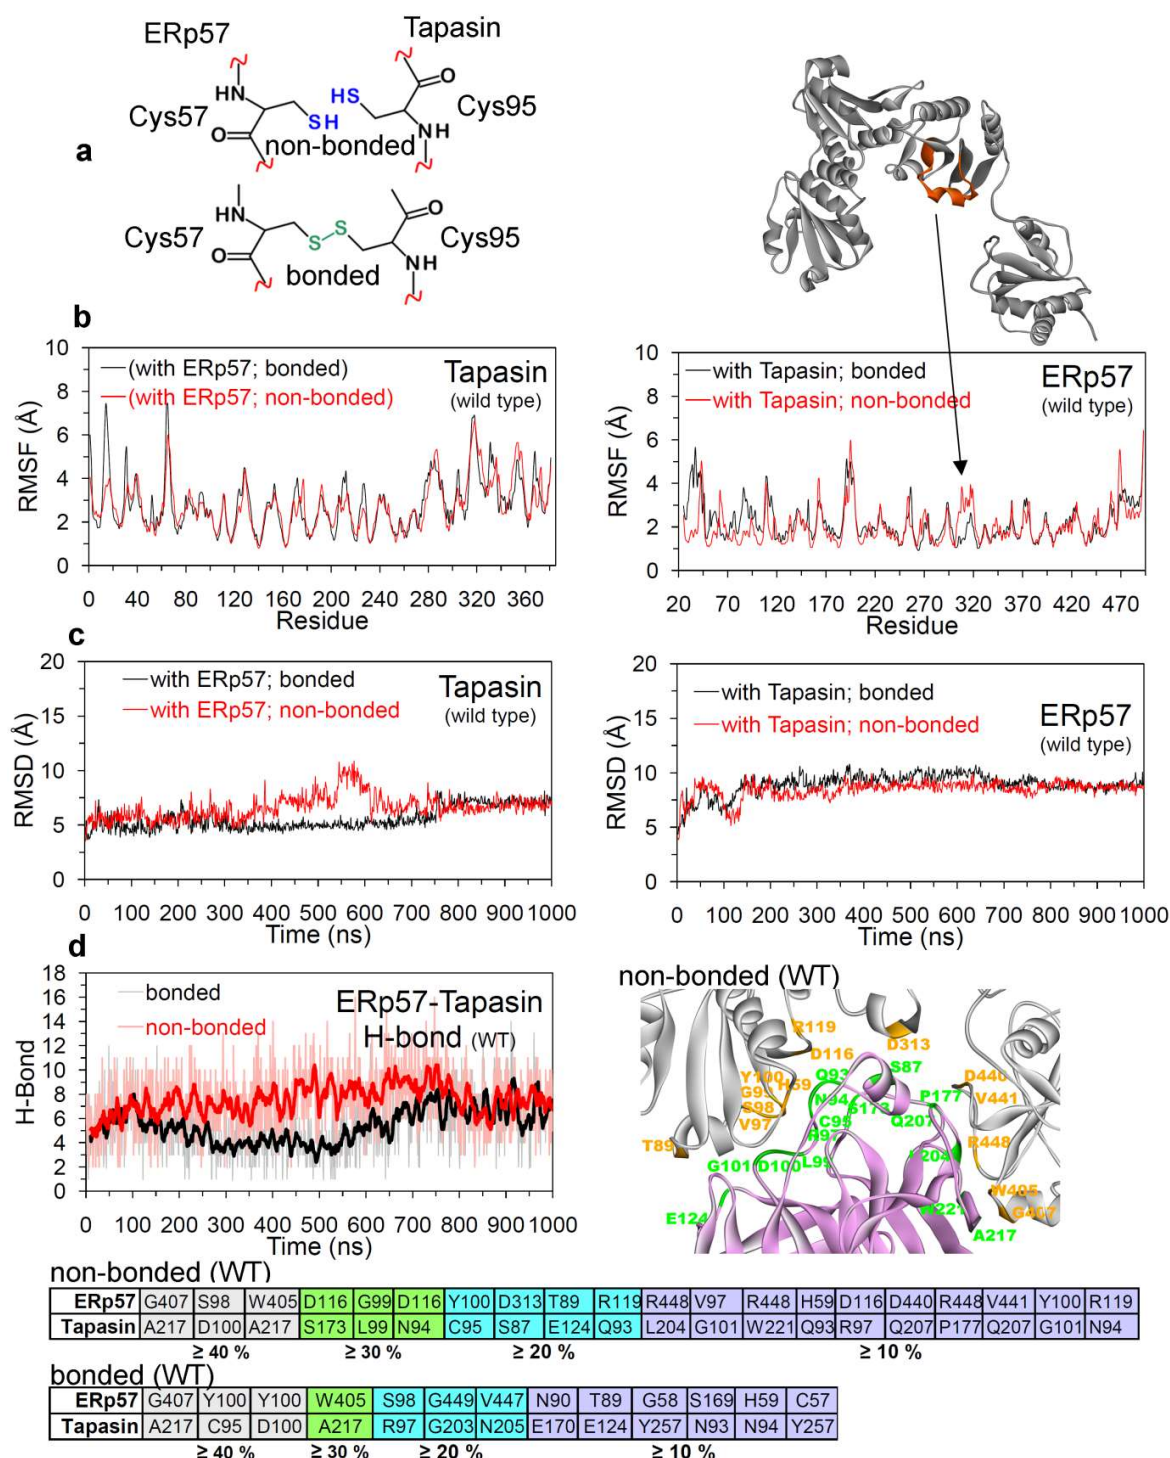 ERp57
Tapasin
HN
O
HS
O
Cys57
SH
Cys95
O
non-bonded
NH
a
HN
O
Cys57
S
S
Cys95
O
bonded
NH
b
10
8
6
4
2
0
RMSF (Å)
(with ERp57; bonded)
(with ERp57; non-bonded)
Tapasin
(wild type)
0 40 80 120 160 200 240 280 320 360
Residue
10
8
6
4
2
0
RMSF (Å)
with Tapasin; bonded
with Tapasin; non-bonded
ERp57
(wild type)
20 70 120 170 220 270 320 370 420 470
Residue
c
20
15
10
5
0
RMSD (Å)
with ERp57; bonded
with ERp57; non-bonded
Tapasin
(wild type)
0 100 200 300 400 500 600 700 800 900 1000
Time (ns)
20
15
10
5
0
RMSD (Å)
with Tapasin; bonded
with Tapasin; non-bonded
ERp57
(wild type)
0 100 200 300 400 500 600 700 800 900 1000
Time (ns)
d
18
16
14
12
10
8
6
4
2
0
H-Bond
bonded
non-bonded
ERp57-Tapasin
H-bond (WT)
0 100 200 300 400 500 600 700 800 900 1000
Time (ns)
non-bonded (WT)
R119
D313
D116
S87
Y100
H59
Q93
D440
G99
P177
V441
S98
N94
S173
V97
C95
Q207
T89
R97
R448
G101
D100
L99
L204
W405
E124
W221
G407
A217
non-bonded (WT)
ERp57 G407 S98 W405 D116 G99 D116 Y100 D313 T89 R119 R448 V97 R448 H59 D116 D440 R448 V441 Y100 R119
Tapasin A217 D100 A217 S173 L99 N94 C95 S87 E124 Q93 L204 G101 W221 Q93 R97 Q207 P177 Q207 G101 N94
≥ 40 % ≥ 30 % ≥ 20 % ≥ 10 %
bonded (WT)
ERp57 G407 Y100 Y100 W405 S98 G449 V447 N90 T89 G58 S169 H59 C57
Tapasin A217 C95 D100 A217 R97 G203 N205 E170 E124 Y257 N93 N94 Y257
≥ 40 % ≥ 30 % ≥ 20 % ≥ 10 %